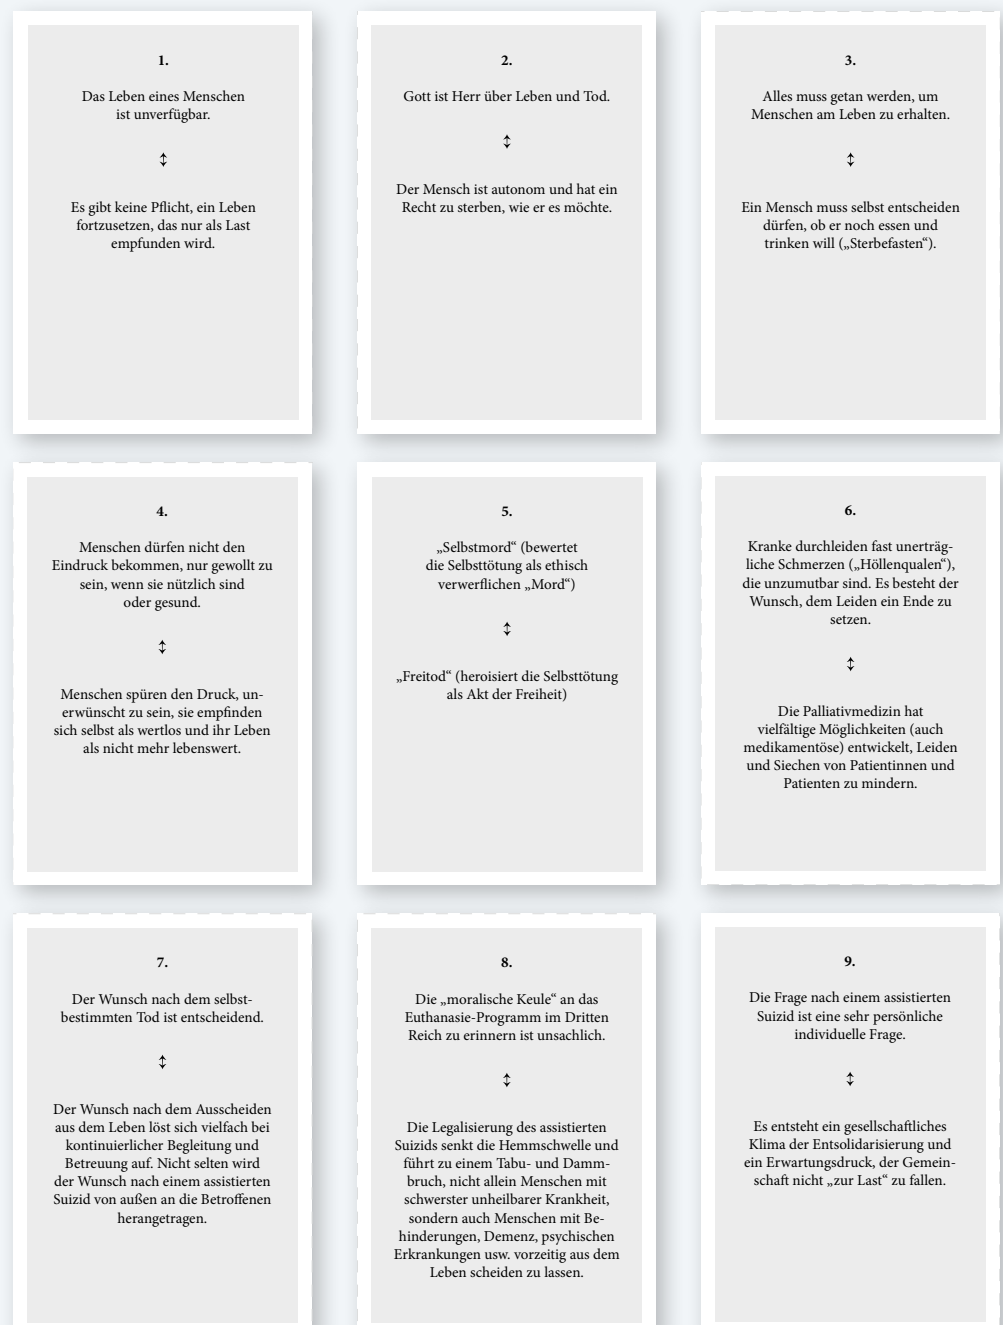 1.
Das Leben eines Menschen
ist unverfügbar.
↕
Es gibt keine Pflicht, ein Leben
fortzusetzen, das nur als Last
empfunden wird.
2.
Gott ist Herr über Leben und Tod.
↕
Der Mensch ist autonom und hat ein
Recht zu sterben, wie er es möchte.
3.
Alles muss getan werden, um
Menschen am Leben zu erhalten.
↕
Ein Mensch muss selbst entscheiden
dürfen, ob er noch essen und
trinken will („Sterbefasten“).
4.
Menschen dürfen nicht den
Eindruck bekommen, nur gewollt zu
sein, wenn sie nützlich sind
oder gesund.
↕
Menschen spüren den Druck, un-
erwünscht zu sein, sie empfinden
sich selbst als wertlos und ihr Leben
als nicht mehr lebenswert.
5.
„Selbstmord“ (bewertet
die Selbsttötung als ethisch
verwerflichen „Mord“)
↕
„Freitod“ (heroisiert die Selbsttötung
als Akt der Freiheit)
6.
Kranke durchleiden fast unerträg-
liche Schmerzen („Höllenqualen“),
die unzumutbar sind. Es besteht der
Wunsch, dem Leiden ein Ende zu
setzen.
↕
Die Palliativmedizin hat
vielfältige Möglichkeiten (auch
medikamentöse) entwickelt, Leiden
und Siechen von Patientinnen und
Patienten zu mindern.
7.
Der Wunsch nach dem selbst-
bestimmten Tod ist entscheidend.
↕
Der Wunsch nach dem Ausscheiden
aus dem Leben löst sich vielfach bei
kontinuierlicher Begleitung und
Betreuung auf. Nicht selten wird
der Wunsch nach einem assistierten
Suizid von außen an die Betroffenen
herangetragen.
8.
Die „moralische Keule“ an das
Euthanasie-Programm im Dritten
Reich zu erinnern ist unsachlich.
↕
Die Legalisierung des assistierten
Suizids senkt die Hemmschwelle und
führt zu einem Tabu- und Damm-
bruch, nicht allein Menschen mit
schwerster unheilbarer Krankheit,
sondern auch Menschen mit Be-
hinderungen, Demenz, psychischen
Erkrankungen usw. vorzeitig aus dem
Leben scheiden zu lassen.
9.
Die Frage nach einem assistierten
Suizid ist eine sehr persönliche
individuelle Frage.
↕
Es entsteht ein gesellschaftliches
Klima der Entsolidarisierung und
ein Erwartungsdruck, der Gemein-
schaft nicht „zur Last“ zu fallen.